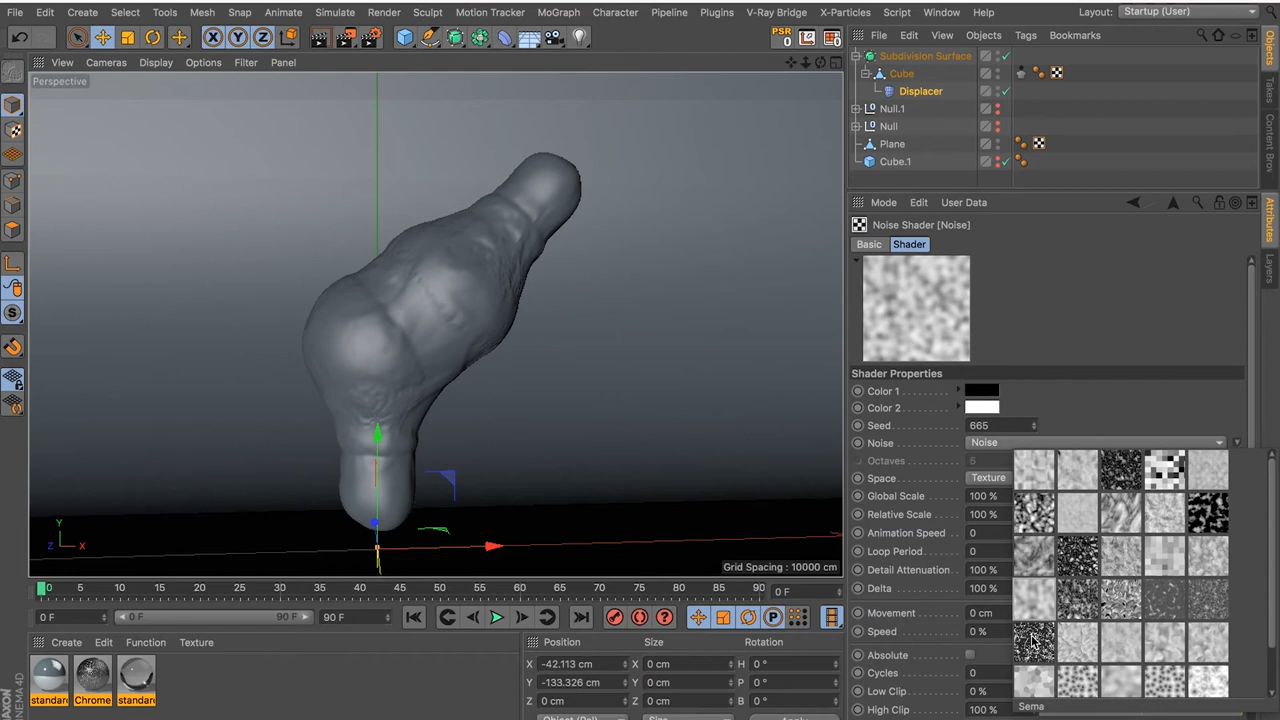 File Edit Create Select Tools Mesh Snap Animate Simulate Render Sculpt Motion Tracker MoGraph Character Pipeline Plugins V-Ray Bridge X-Particles Script Window Help Layout: Startup (User)
PSR
0
File Edit View Objects Tags Bookmarks
View Cameras Display Options Filter Panel
Perspective
Subdivision Surface
Cube
Displacer
Null.1
Null
Plane
Cube.1
Objects
Takes
Content Brow
Mode Edit User Data
Noise Shader [Noise]
Basic Shader
Attributes
Layers
Shader Properties
Color 1
Color 2
Seed 665
Noise Noise
Octaves 5
Space Texture
Global Scale 100 %
Relative Scale 100 %
Animation Speed 0
Loop Period 0
Detail Attenuation 100 %
Delta 100 %
Movement 0 cm
Speed 0 %
Absolute
Cycles 0
Low Clip 0 %
High Clip 100 %
Sema
Y
Z X
Grid Spacing : 10000 cm
0 5 10 15 20 25 30 35 40 45 50 55 60 65 70 75 80 85 90 0 F
0 F 0 F 90 F 90 F
Create Edit Function Texture
standard Chrome standard
Position Size Rotation
X -42.113 cm X 0 cm H 0 °
Y -133.326 cm Y 0 cm P 0 °
Z 0 cm Z 0 cm B 0 °
MAXON
CINEMA4D